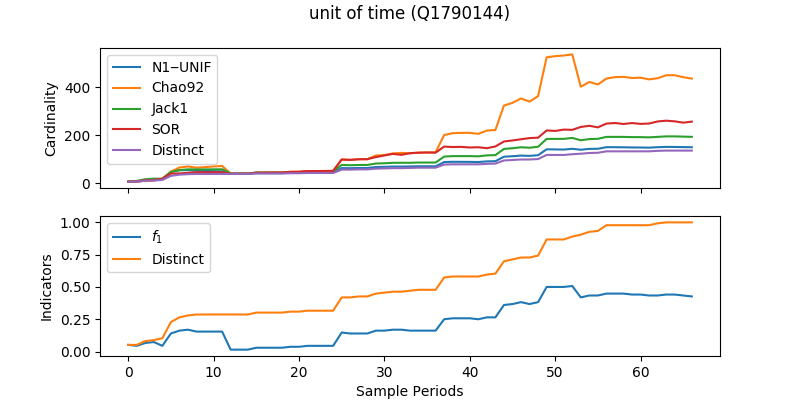 unit of time (Q1790144)
Cardinality
400
200
0
N1−UNIF
Chao92
Jack1
SOR
Distinct
Indicators
1.00
0.75
0.50
0.25
0.00
f1
Distinct
0 10 20 30 40 50 60
Sample Periods